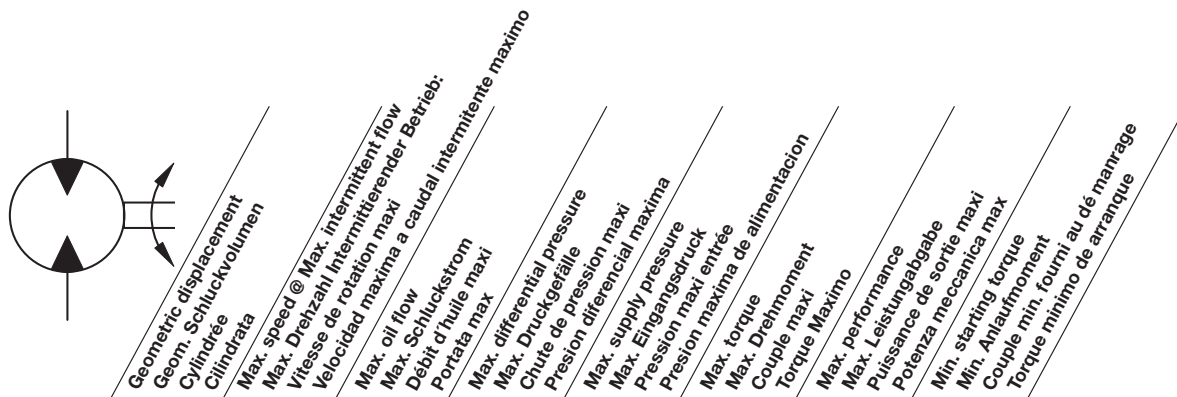 Geometric displacement
Geom. Schluckvolumen
Cylindrée
Cilindrata
Max. speed @ Max. intermittent flow
Max. Drehzahl Intermittierender Betrieb:
Vitesse de rotation maxi
Velocidad maxima a caudal intermitente maximo
Max. oil flow
Max. Schluckstrom
Débit d'huile maxi
Portata max
Max. differential pressure
Max. Druckgefälle
Chute de pression maxi
Presion diferencial maxima
Max. supply pressure
Max. Eingangsdruck
Pression maxi entrée
Presion maxima de alimentacion
Max. torque
Max. Drehmoment
Couple maxi
Torque Maximo
Max. performance
Max. Leistungabgabe
Puissance de sortie maxi
Potenza meccanica max
Min. starting torque
Min. Anlaufmoment
Couple min. fourni au dé manrage
Torque mimimo de arranque